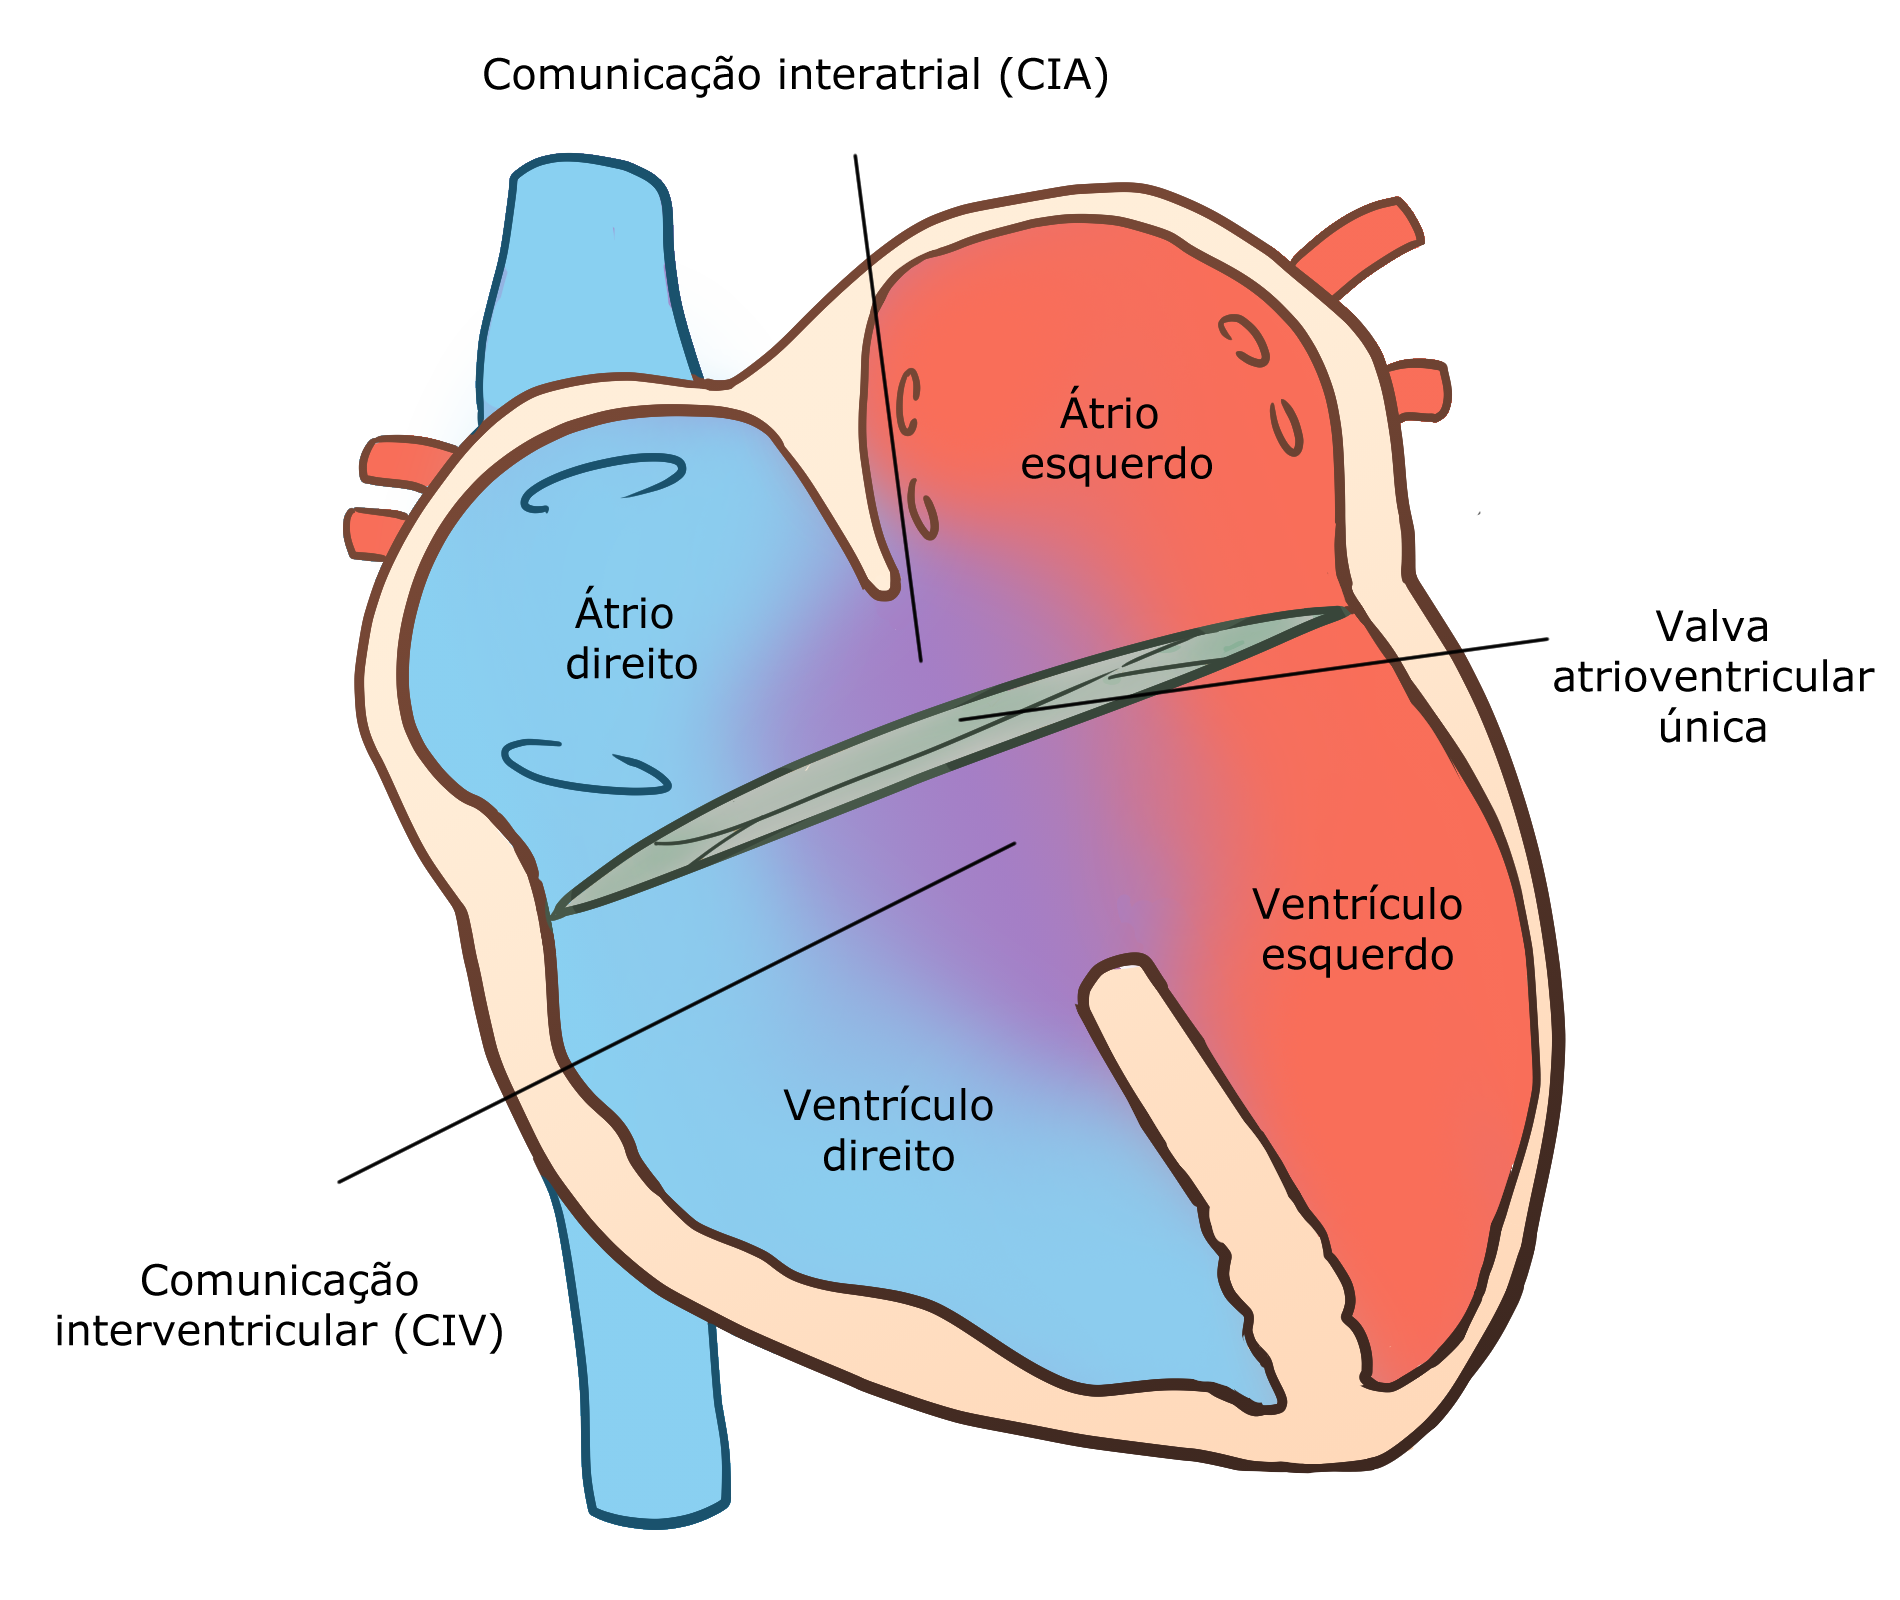 Comunicação interatrial (CIA)
Átrio
esquerdo
Átrio
direito
Valva
atrioventricular
única
Ventrículo
esquerdo
Ventrículo
direito
Comunicação
interventricular (CIV)